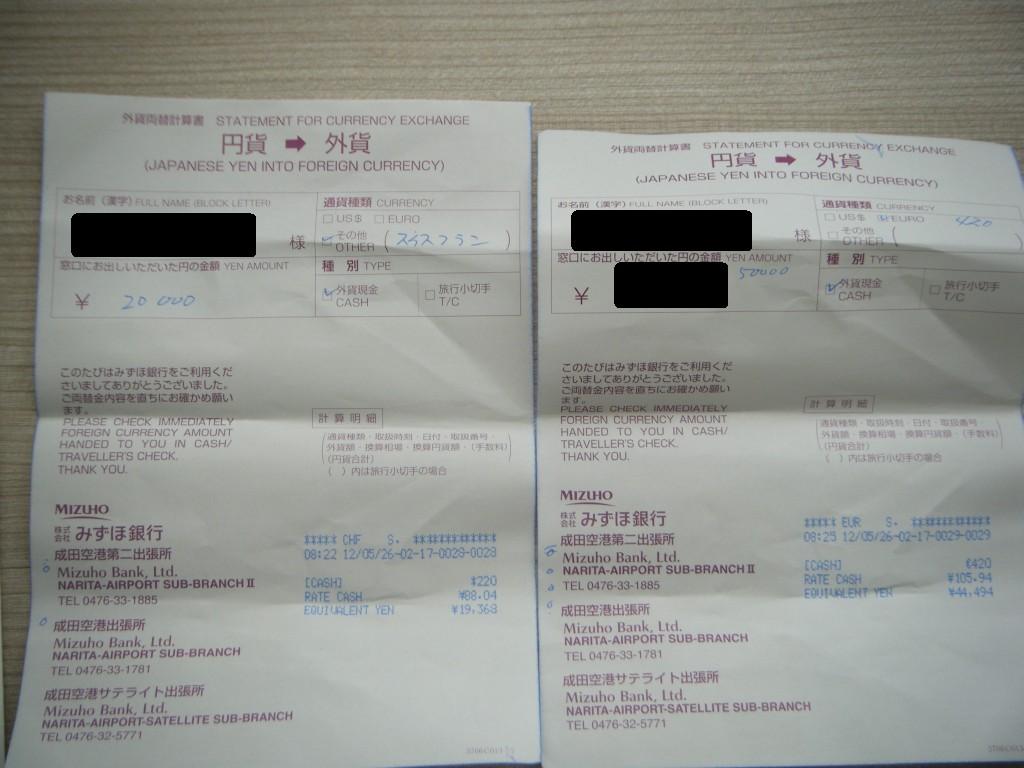 外貨両替計算書 STATEMENT FOR CURRENCY EXCHANGE
円貨 ➡ 外貨
(JAPANESE YEN INTO FOREIGN CURRENCY)
お名前 (漢字) FULL NAME (BLOCK LETTER)
様
通貨種類 CURRENCY
□ US$ □ EURO
☑ その他 OTHER ( スイスフラン )
窓口にお出しいただいた円の金額 YEN AMOUNT
¥ 20000
種 別 TYPE
☑ 外貨現金 CASH
□ 旅行小切手 T/C
このたびはみずほ銀行をご利用くだ
さいましてありがとうございました。
ご両替金内容を直ちにお確かめ願い
ます。
PLEASE CHECK IMMEDIATELY
FOREIGN CURRENCY AMOUNT
HANDED TO YOU IN CASH/
TRAVELLER'S CHECK.
THANK YOU.
計算明細
通貨種類・取扱時刻・日付・取扱番号・
外貨額・換算相場・換算円貨額・(手数料)
(円貨合計)
( ) 内は旅行小切手の場合
MIZUHO
株式会社 みずほ銀行
成田空港第二出張所
Mizuho Bank, Ltd.
NARITA-AIRPORT SUB-BRANCH II
TEL 0476-33-1885
成田空港出張所
Mizuho Bank, Ltd.
NARITA-AIRPORT SUB-BRANCH
TEL 0476-33-1781
成田空港サテライト出張所
Mizuho Bank, Ltd.
NARITA-AIRPORT-SATELLITE SUB-BRANCH
TEL 0476-32-5771
***** CHF S. *************
08:22 12/05/26-02-17-0028-0028
[CASH] ¥220
RATE CASH ¥88.04
EQUIVALENT YEN ¥19,368
外貨両替計算書 STATEMENT FOR CURRENCY EXCHANGE
円貨 ➡ 外貨
(JAPANESE YEN INTO FOREIGN CURRENCY)
お名前 (漢字) FULL NAME (BLOCK LETTER)
様
通貨種類 CURRENCY
□ US$ ☑ EURO 420
□ その他 OTHER ( )
窓口にお出しいただいた円の金額 YEN AMOUNT
¥ 50000
種 別 TYPE
☑ 外貨現金 CASH
□ 旅行小切手 T/C
このたびはみずほ銀行をご利用くだ
さいましてありがとうございました。
ご両替金内容を直ちにお確かめ願い
ます。
PLEASE CHECK IMMEDIATELY
FOREIGN CURRENCY AMOUNT
HANDED TO YOU IN CASH/
TRAVELLER'S CHECK.
THANK YOU.
計算明細
通貨種類・取扱時刻・日付・取扱番号・
外貨額・換算相場・換算円貨額・(手数料)
(円貨合計)
( ) 内は旅行小切手の場合
MIZUHO
株式会社 みずほ銀行
成田空港第二出張所
Mizuho Bank, Ltd.
NARITA-AIRPORT SUB-BRANCH II
TEL 0476-33-1885
成田空港出張所
Mizuho Bank, Ltd.
NARITA-AIRPORT SUB-BRANCH
TEL 0476-33-1781
成田空港サテライト出張所
Mizuho Bank, Ltd.
NARITA-AIRPORT-SATELLITE SUB-BRANCH
TEL 0476-32-5771
***** EUR S. *************
08:25 12/05/26-02-17-0029-0029
[CASH] €420
RATE CASH ¥105.94
EQUIVALENT YEN ¥44,494